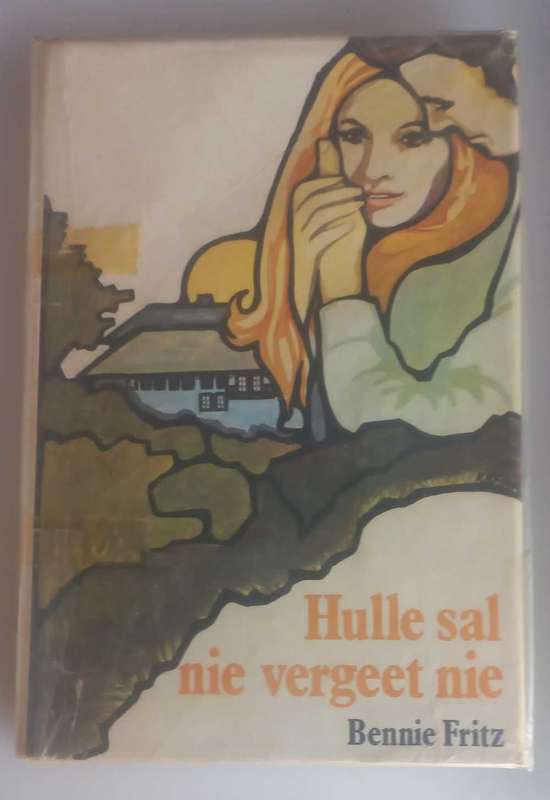 Hulle sal
nie vergeet nie
Bennie Fritz